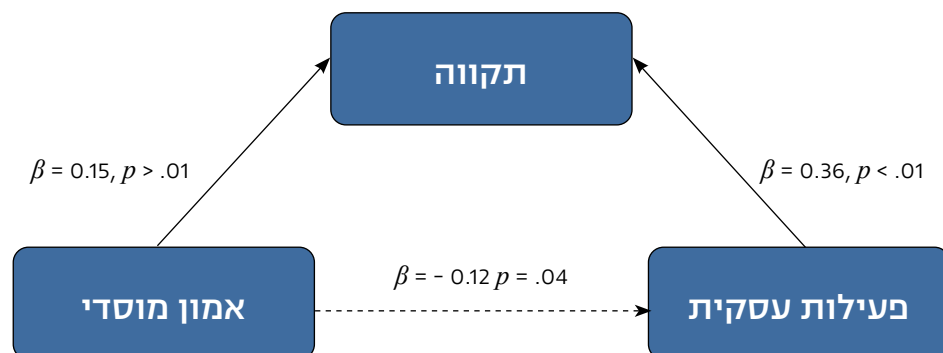 תקווה
β = 0.15, p > .01
β = 0.36, p < .01
β = - 0.12 p = .04
אמון מוסדי
פעילות עסקית